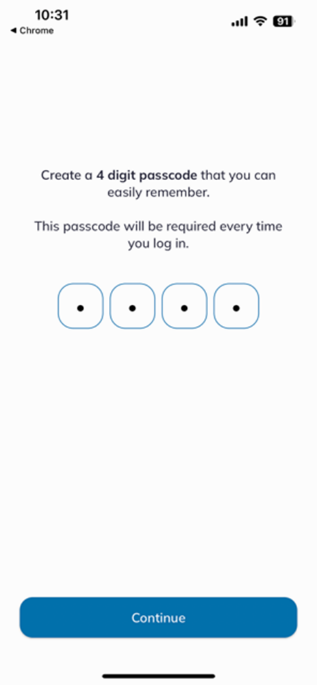 10:31
91
◀ Chrome
Create a 4 digit passcode that you can
easily remember.
This passcode will be required every time
you log in.
Continue